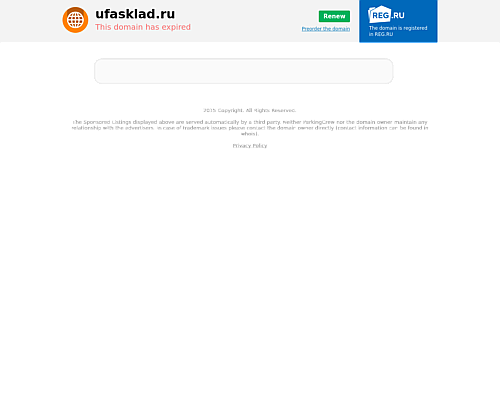 ufasklad.ru
This domain has expired
Renew
Preorder the domain
REG.RU
The domain is registered
in REG.RU
2015 Copyright. All Rights Reserved.
The Sponsored Listings displayed above are served automatically by a third party. Neither ParkingCrew nor the domain owner maintain any
relationship with the advertisers. In case of trademark issues please contact the domain owner directly (contact information can be found in
whois).
Privacy Policy